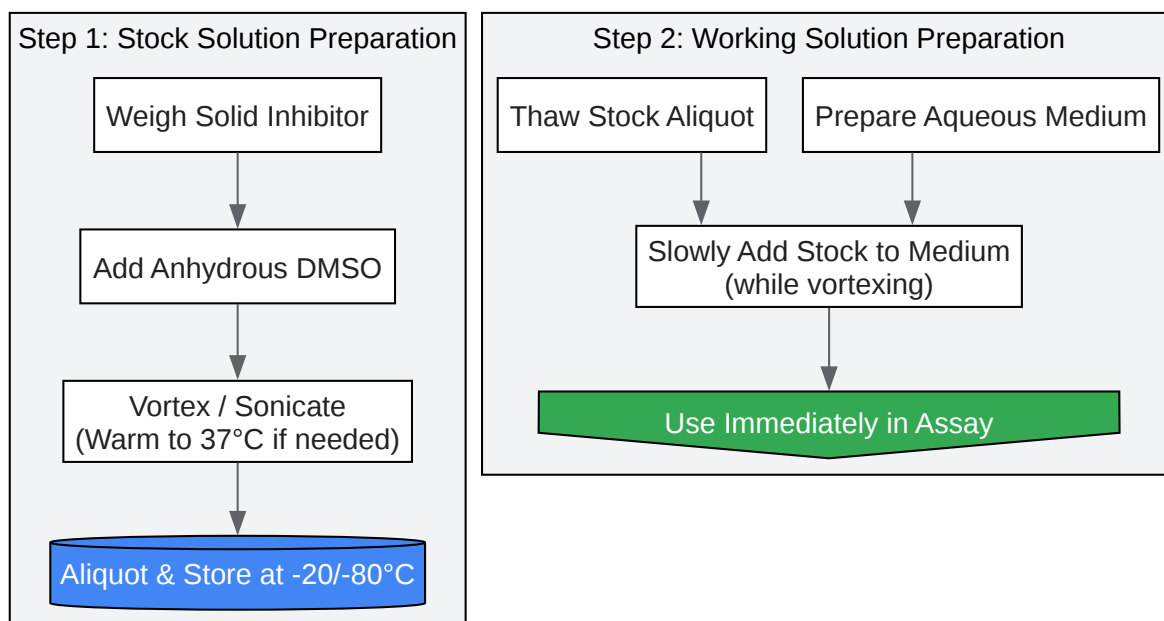 Step 1: Stock Solution Preparation
Weigh Solid Inhibitor
Add Anhydrous DMSO
Vortex / Sonicate
(Warm to 37°C if needed)
Aliquot & Store at -20/-80°C
Step 2: Working Solution Preparation
Thaw Stock Aliquot
Prepare Aqueous Medium
Slowly Add Stock to Medium
(while vortexing)
Use Immediately in Assay